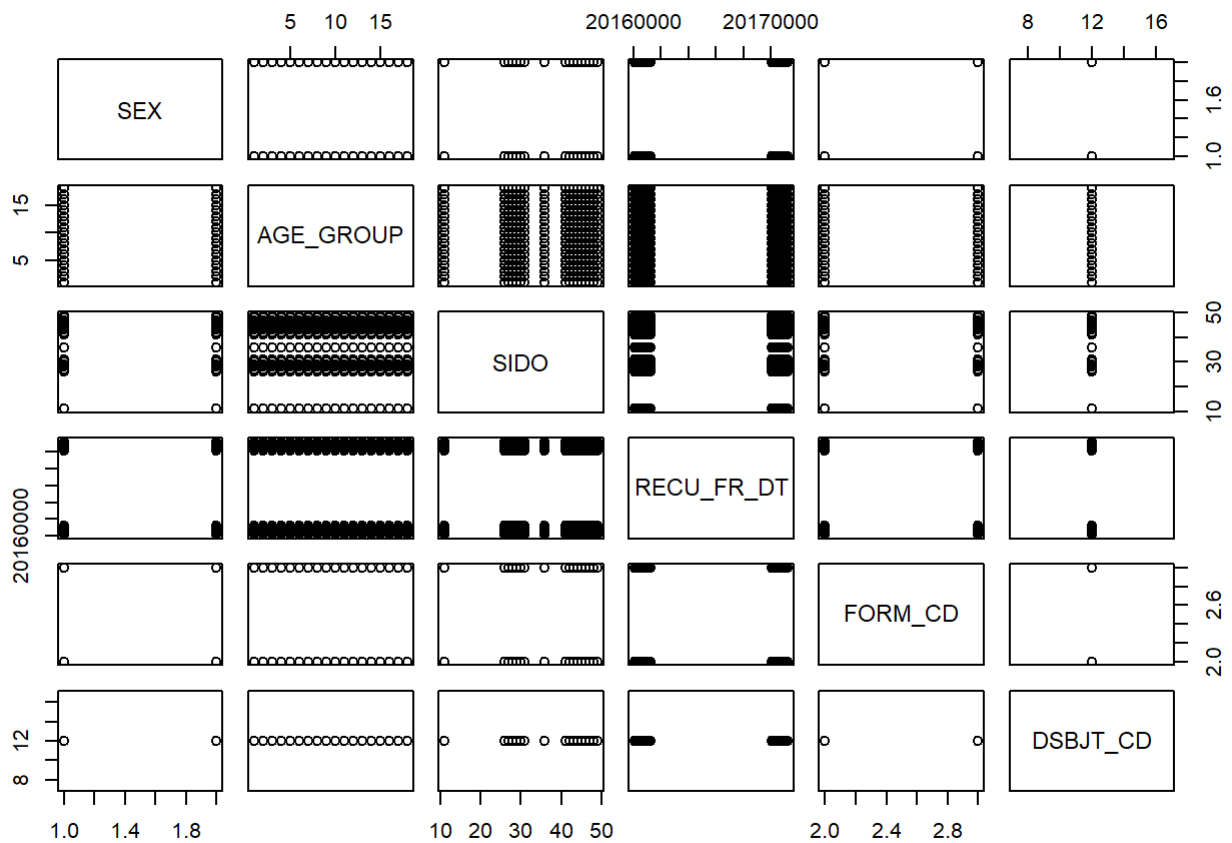 5 10 15 20160000 20170000 8 12 16
SEX 1.0 1.6
5 15 AGE_GROUP
SIDO 10 30 50
20160000 RECU_FR_DT
FORM_CD 2.0 2.6
8 12 DSBJT_CD
1.0 1.4 1.8 10 20 30 40 50 2.0 2.4 2.8